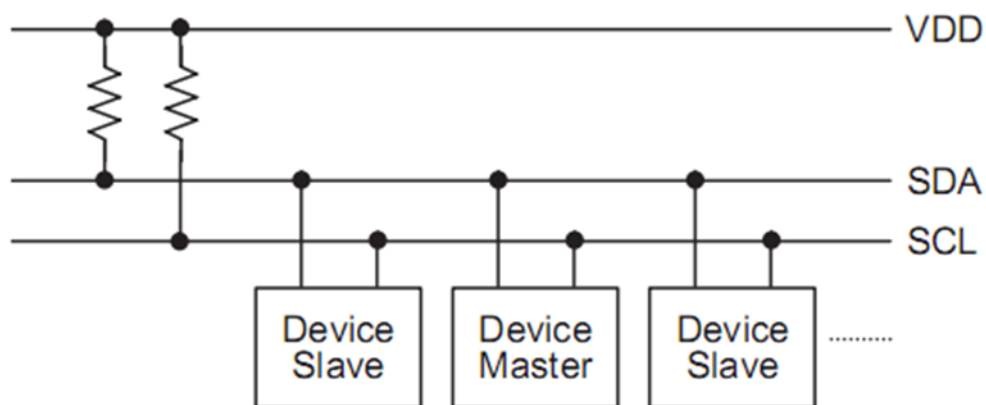 VDD
SDA
SCL
Device
Slave
Device
Master
Device
Slave